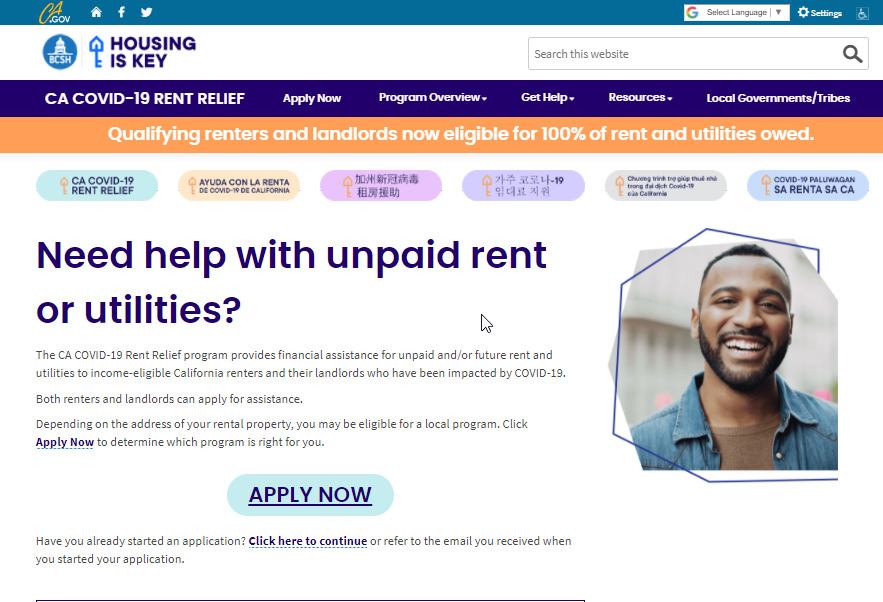 CA.GOV
Select Language ▼
Settings
BCSH
HOUSING
IS KEY
Search this website
CA COVID-19 RENT RELIEF
Apply Now
Program Overview
Get Help
Resources
Local Governments/Tribes
Qualifying renters and landlords now eligible for 100% of rent and utilities owed.
CA COVID-19
RENT RELIEF
AYUDA CON LA RENTA
DE COVID-19 DE CALIFORNIA
加州新冠病毒
租房援助
가주 코로나-19
임대료 지원
Chương trình trợ giúp thuê nhà
trong đại dịch Covid-19
của California
COVID-19 PALUWAGAN
SA RENTA SA CA
Need help with unpaid rent
or utilities?
The CA COVID-19 Rent Relief program provides financial assistance for unpaid and/or future rent and
utilities to income-eligible California renters and their landlords who have been impacted by COVID-19.
Both renters and landlords can apply for assistance.
Depending on the address of your rental property, you may be eligible for a local program. Click
Apply Now to determine which program is right for you.
APPLY NOW
Have you already started an application? Click here to continue or refer to the email you received when
you started your application.